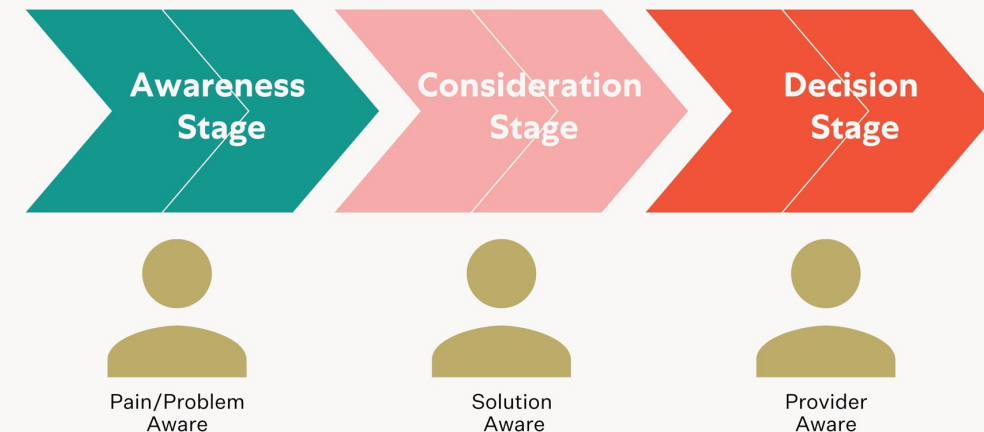 Awareness
Stage
Consideration
Stage
Decision
Stage
Pain/Problem
Aware
Solution
Aware
Provider
Aware